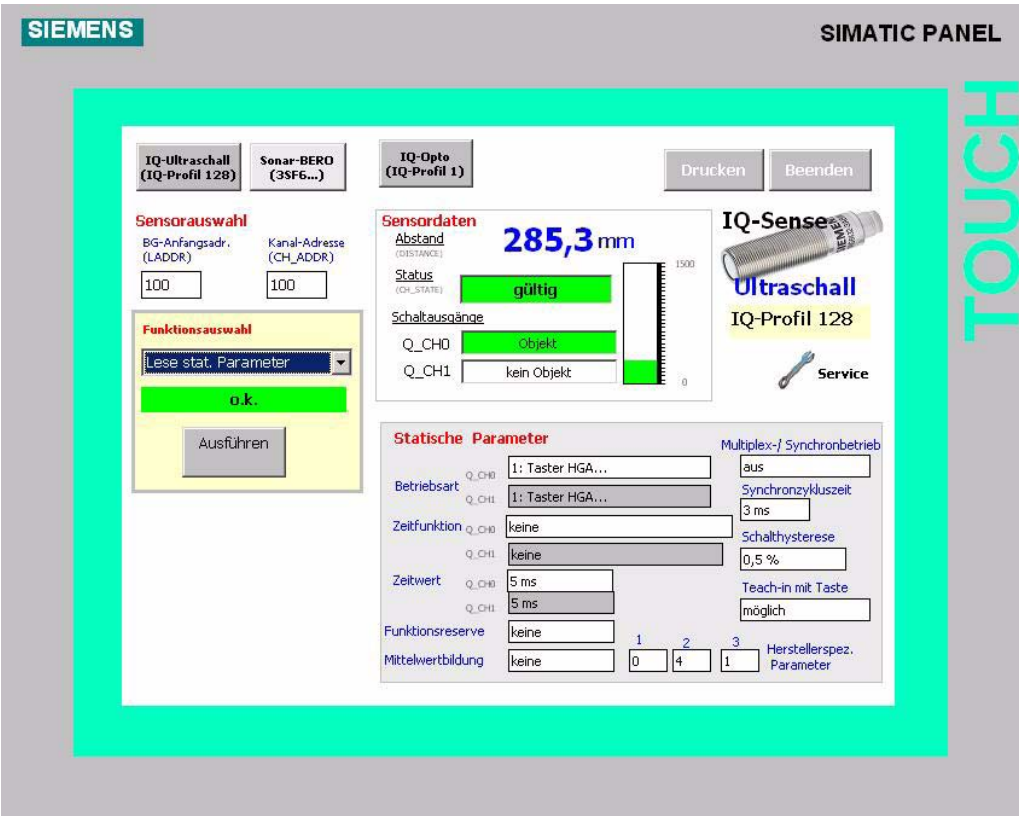 SIEMENS
SIMATIC PANEL
TOUCH
IQ-Ultraschall
(IQ-Profil 128)
Sonar-BERO
(3SF6...)
IQ-Opto
(IQ-Profil 1)
Drucken
Beenden
Sensorauswahl
BG-Anfangsadr.
(LADDR)
Kanal-Adresse
(CH_ADDR)
100
100
Funktionsauswahl
Lese stat. Parameter
o.k.
Ausführen
Sensordaten
Abstand
(DISTANCE)
285,3 mm
Status
(CH_STATE)
gültig
Schaltausgänge
Q_CH0
Objekt
Q_CH1
kein Objekt
1500
0
IQ-Sense
SIEMENS
Ultraschall
IQ-Profil 128
Service
Statische Parameter
Betriebsart
Q_CH0
1: Taster HGA...
Q_CH1
1: Taster HGA...
Zeitfunktion
Q_CH0
keine
Q_CH1
keine
Zeitwert
Q_CH0
5 ms
Q_CH1
5 ms
Funktionsreserve
keine
Mittelwertbildung
keine
Multiplex-/ Synchronbetrieb
aus
Synchronzykluszeit
3 ms
Schalthysterese
0,5 %
Teach-in mit Taste
möglich
1 2 3
0 4 1
Herstellerspez.
Parameter